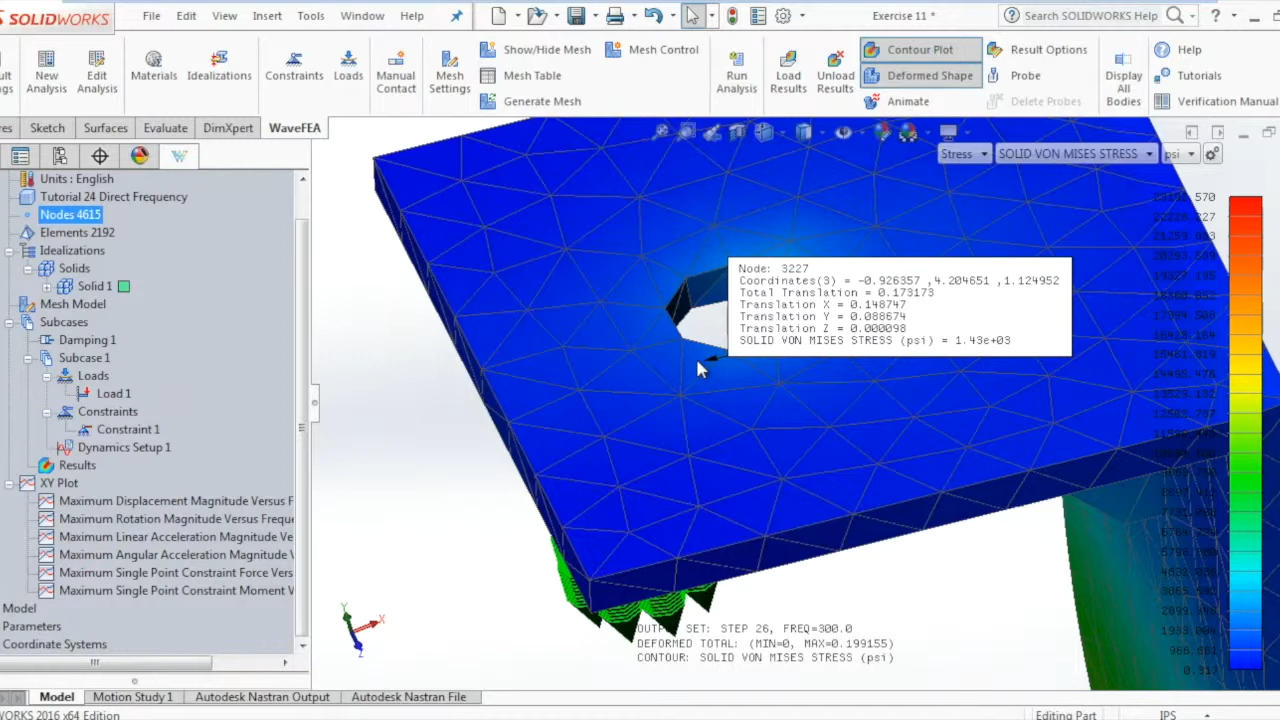 SOLIDWORKS File Edit View Insert Tools Window Help Exercise 11 * Search SOLIDWORKS Help ?
Show/Hide Mesh Mesh Control Contour Plot Result Options Help
New Analysis Edit Analysis Materials Idealizations Constraints Loads Manual Contact Mesh Settings Mesh Table Run Analysis Load Results Unload Results Deformed Shape Probe Display All Bodies Tutorials
Generate Mesh Animate Delete Probes Verification Manual
Sketch Surfaces Evaluate DimXpert WaveFEA
Stress SOLID VON MISES STRESS psi
Units : English
Tutorial 24 Direct Frequency
Nodes 4615
Elements 2192
Idealizations
Solids
Solid 1
Mesh Model
Subcases
Damping 1
Subcase 1
Loads
Load 1
Constraints
Constraint 1
Dynamics Setup 1
Results
XY Plot
Maximum Displacement Magnitude Versus F
Maximum Rotation Magnitude Versus Freque
Maximum Linear Acceleration Magnitude Ve
Maximum Angular Acceleration Magnitude V
Maximum Single Point Constraint Force Vers
Maximum Single Point Constraint Moment V
Model
Parameters
Coordinate Systems
Node: 3227
Coordinates(3) = -0.926357 ,4.204651 ,1.124952
Total Translation = 0.173173
Translation X = 0.148747
Translation Y = 0.088674
Translation Z = 0.000098
SOLID VON MISES STRESS (psi) = 1.43e+03
Y
X
Z
OUTPUT SET: STEP 26, FREQ=300.0
DEFORMED TOTAL: (MIN=0, MAX=0.199155)
CONTOUR: SOLID VON MISES STRESS (psi)
Model Motion Study 1 Autodesk Nastran Output Autodesk Nastran File
WORKS 2016 x64 Edition Editing Part IPS